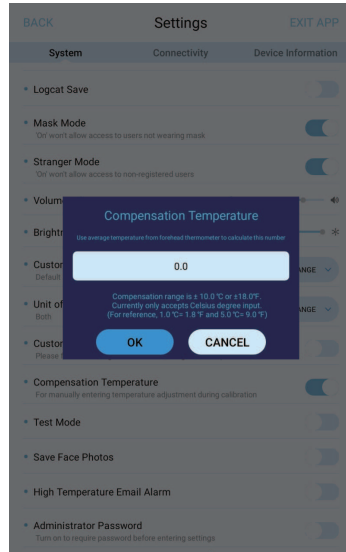 BACK Settings EXIT APP
System Connectivity Device Information
Logcat Save
Mask Mode
'On' won't allow access to users not wearing mask
Stranger Mode
'On' won't allow access to non-registered users
Volum
Compensation Temperature
Use average temperature from forehead thermometer to calculate this number
Brightn
Custor
ANGE
Default
0.0
Unit of
ANGE
Both
Compensation range is ± 10.0 ℃ or ±18.0℉.
Currently only accepts Celsius degree input.
(For reference, 1.0 ℃= 1.8 ℉ and 5.0 ℃= 9.0 ℉)
Custor
Please
OK CANCEL
Compensation Temperature
For manually entering temperature adjustment during calibration
Test Mode
Save Face Photos
High Temperature Email Alarm
Administrator Password
Turn on to require password before entering settings